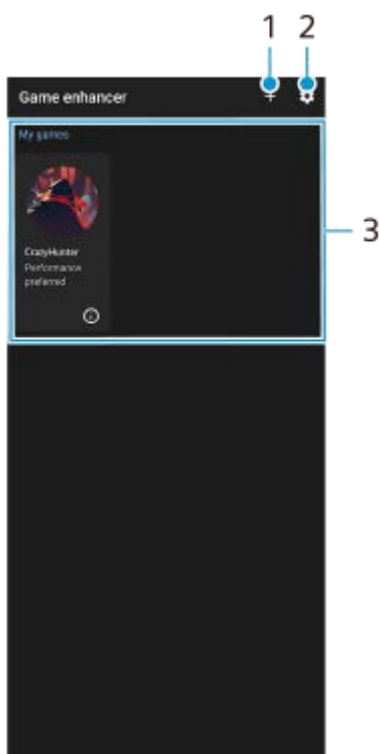 1 2
Game enhancer
My games
3
CrazyHunter
Performance
preferred